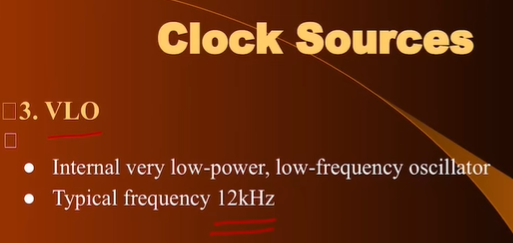 Clock Sources
3. VLO
● Internal very low-power, low-frequency oscillator
● Typical frequency 12kHz